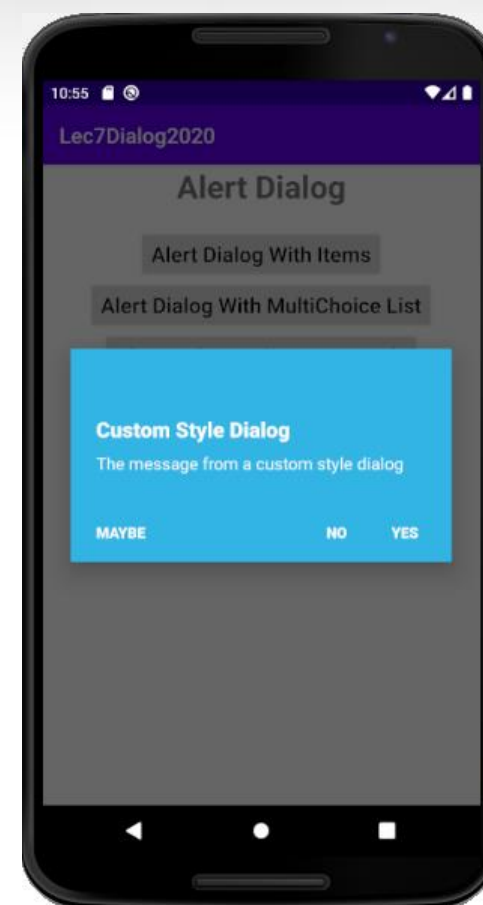 10:55
Lec7Dialog2020
Alert Dialog
Alert Dialog With Items
Alert Dialog With MultiChoice List
Custom Style Dialog
The message from a custom style dialog
MAYBE NO YES